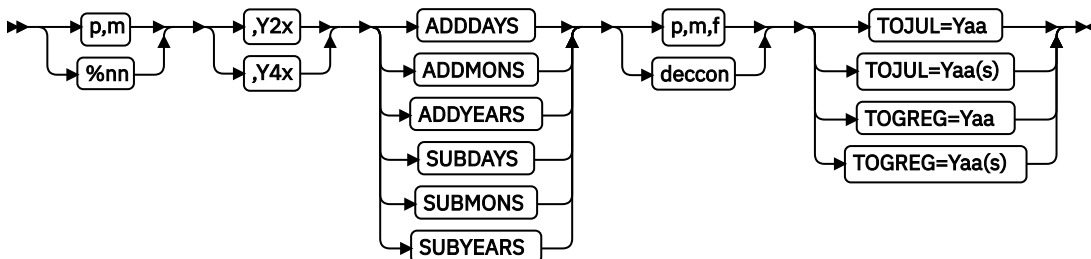 p,m
%nn
,Y2x
,Y4x
ADDDAYS
ADDMONS
ADDYEARS
SUBDAYS
SUBMONS
SUBYEARS
p,m,f
deccon
TOJUL=Yaa
TOJUL=Yaa(s)
TOGREG=Yaa
TOGREG=Yaa(s)